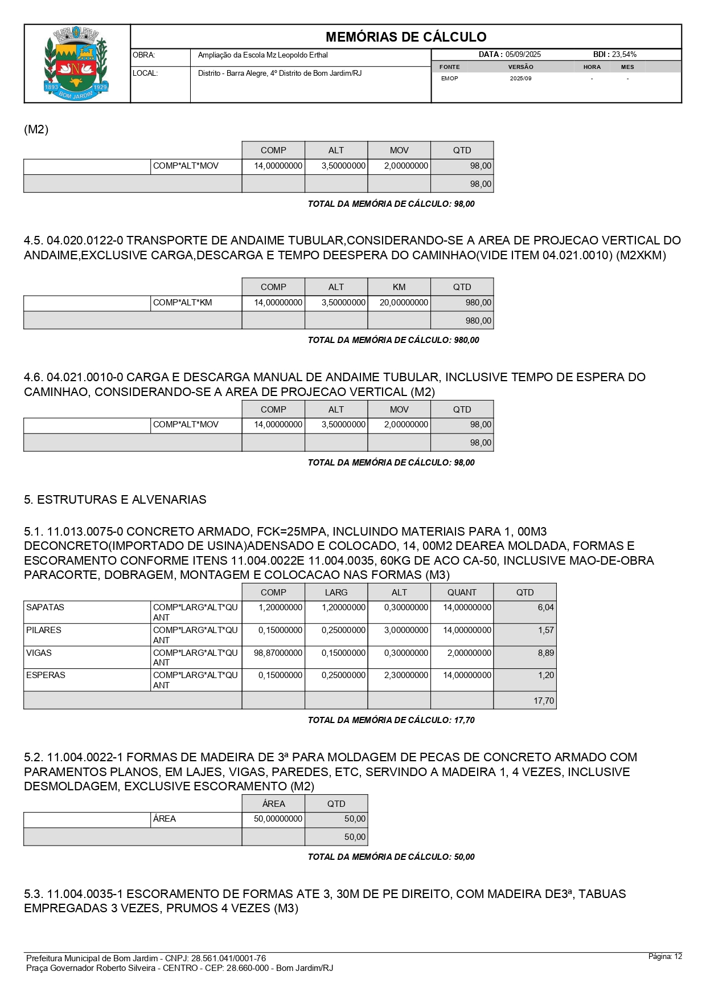 MEMÓRIAS DE CÁLCULO
OBRA: Ampliação da Escola Mz Leopoldo Erthal
DATA : 05/09/2025 BDI : 23,54%
FONTE VERSÃO HORA MES
LOCAL: Distrito - Barra Alegre, 4º Distrito de Bom Jardim/RJ
EMOP 2025/09 - -
N
1893 1929
BOM JARDIM
(M2)
COMP ALT MOV QTD
COMP*ALT*MOV 14,00000000 3,50000000 2,00000000 98,00
98,00
TOTAL DA MEMÓRIA DE CÁLCULO: 98,00
4.5. 04.020.0122-0 TRANSPORTE DE ANDAIME TUBULAR,CONSIDERANDO-SE A AREA DE PROJECAO VERTICAL DO
ANDAIME,EXCLUSIVE CARGA,DESCARGA E TEMPO DEESPERA DO CAMINHAO(VIDE ITEM 04.021.0010) (M2XKM)
COMP ALT KM QTD
COMP*ALT*KM 14,00000000 3,50000000 20,00000000 980,00
980,00
TOTAL DA MEMÓRIA DE CÁLCULO: 980,00
4.6. 04.021.0010-0 CARGA E DESCARGA MANUAL DE ANDAIME TUBULAR, INCLUSIVE TEMPO DE ESPERA DO
CAMINHAO, CONSIDERANDO-SE A AREA DE PROJECAO VERTICAL (M2)
COMP ALT MOV QTD
COMP*ALT*MOV 14,00000000 3,50000000 2,00000000 98,00
98,00
TOTAL DA MEMÓRIA DE CÁLCULO: 98,00
5. ESTRUTURAS E ALVENARIAS
5.1. 11.013.0075-0 CONCRETO ARMADO, FCK=25MPA, INCLUINDO MATERIAIS PARA 1, 00M3
DECONCRETO(IMPORTADO DE USINA)ADENSADO E COLOCADO, 14, 00M2 DEAREA MOLDADA, FORMAS E
ESCORAMENTO CONFORME ITENS 11.004.0022E 11.004.0035, 60KG DE ACO CA-50, INCLUSIVE MAO-DE-OBRA
PARACORTE, DOBRAGEM, MONTAGEM E COLOCACAO NAS FORMAS (M3)
COMP LARG ALT QUANT QTD
SAPATAS COMP*LARG*ALT*QU 1,20000000 1,20000000 0,30000000 14,00000000 6,04
ANT
PILARES COMP*LARG*ALT*QU 0,15000000 0,25000000 3,00000000 14,00000000 1,57
ANT
VIGAS COMP*LARG*ALT*QU 98,87000000 0,15000000 0,30000000 2,00000000 8,89
ANT
ESPERAS COMP*LARG*ALT*QU 0,15000000 0,25000000 2,30000000 14,00000000 1,20
ANT
17,70
TOTAL DA MEMÓRIA DE CÁLCULO: 17,70
5.2. 11.004.0022-1 FORMAS DE MADEIRA DE 3ª PARA MOLDAGEM DE PECAS DE CONCRETO ARMADO COM
PARAMENTOS PLANOS, EM LAJES, VIGAS, PAREDES, ETC, SERVINDO A MADEIRA 1, 4 VEZES, INCLUSIVE
DESMOLDAGEM, EXCLUSIVE ESCORAMENTO (M2)
ÁREA QTD
ÁREA 50,00000000 50,00
50,00
TOTAL DA MEMÓRIA DE CÁLCULO: 50,00
5.3. 11.004.0035-1 ESCORAMENTO DE FORMAS ATE 3, 30M DE PE DIREITO, COM MADEIRA DE3ª, TABUAS
EMPREGADAS 3 VEZES, PRUMOS 4 VEZES (M3)
Prefeitura Municipal de Bom Jardim - CNPJ: 28.561.041/0001-76 Página: 12
Praça Governador Roberto Silveira - CENTRO - CEP: 28.660-000 - Bom Jardim/RJ